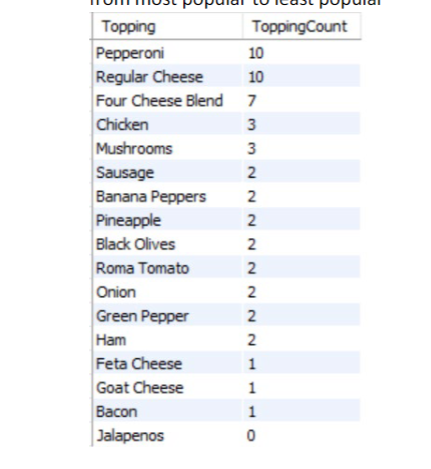 from most popular to least popular
Topping ToppingCount
Pepperoni 10
Regular Cheese 10
Four Cheese Blend 7
Chicken 3
Mushrooms 3
Sausage 2
Banana Peppers 2
Pineapple 2
Black Olives 2
Roma Tomato 2
Onion 2
Green Pepper 2
Ham 2
Feta Cheese 1
Goat Cheese 1
Bacon 1
Jalapenos 0